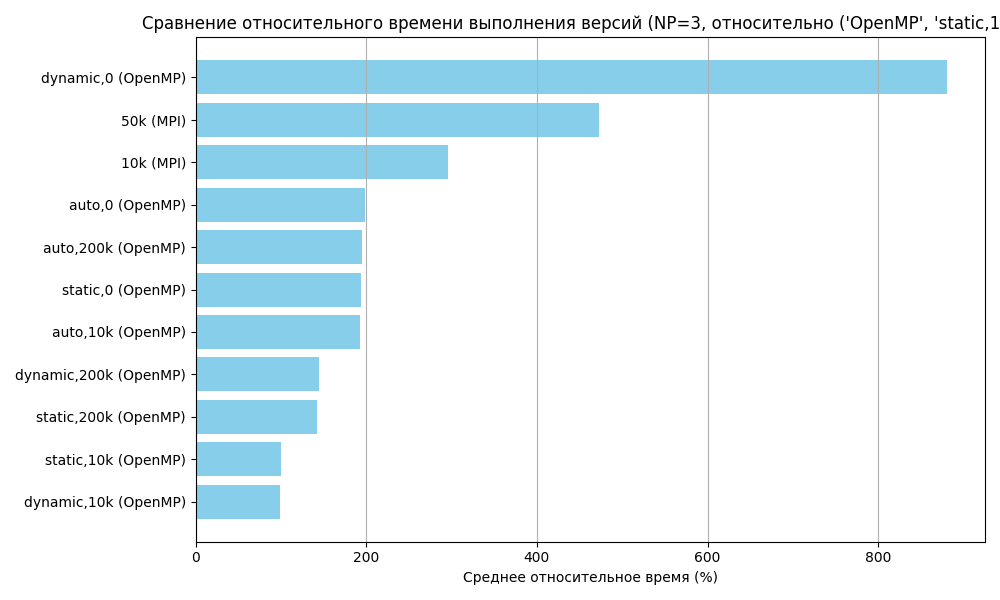 Сравнение относительного времени выполнения версий (NP=3, относительно ('OpenMP', 'static,1
dynamic,0 (OpenMP)
50k (MPI)
10k (MPI)
auto,0 (OpenMP)
auto,200k (OpenMP)
static,0 (OpenMP)
auto,10k (OpenMP)
dynamic,200k (OpenMP)
static,200k (OpenMP)
static,10k (OpenMP)
dynamic,10k (OpenMP)
0 200 400 600 800
Среднее относительное время (%)